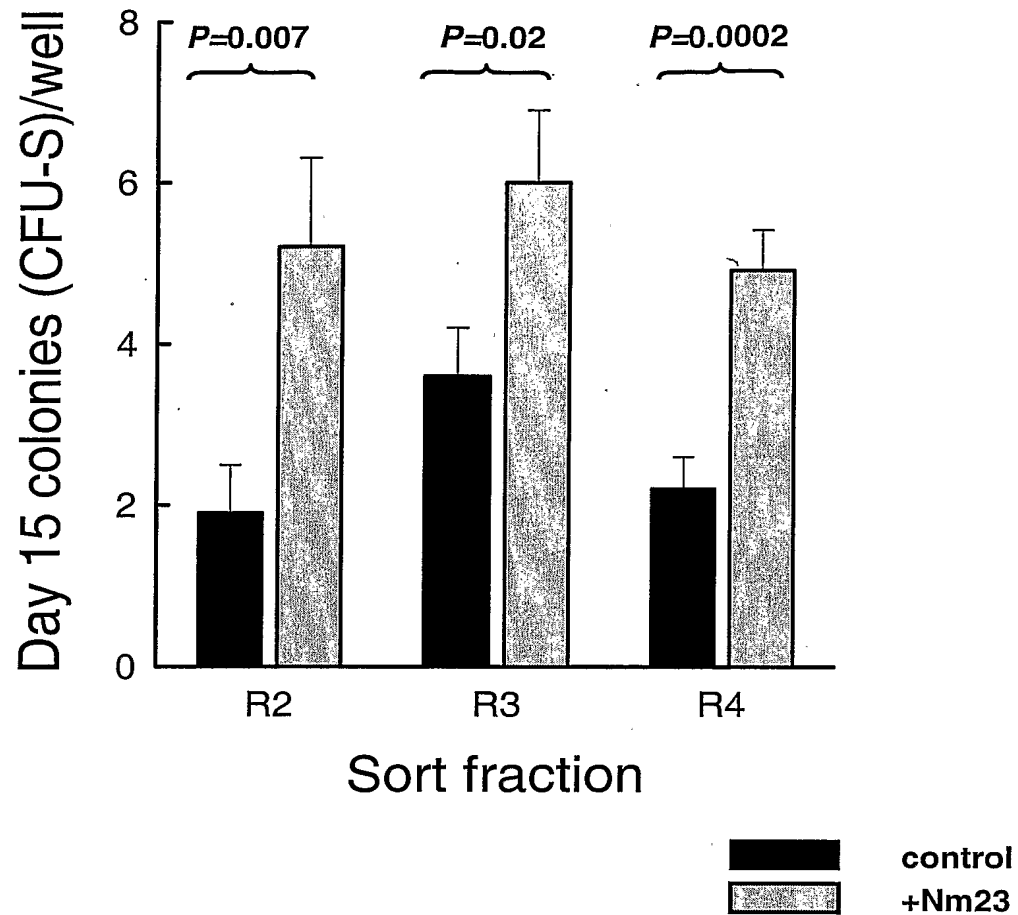 Day 15 colonies (CFU-S)/well
8
6
4
2
0
P=0.007
P=0.02
P=0.0002
R2
R3
R4
Sort fraction
control
+Nm23